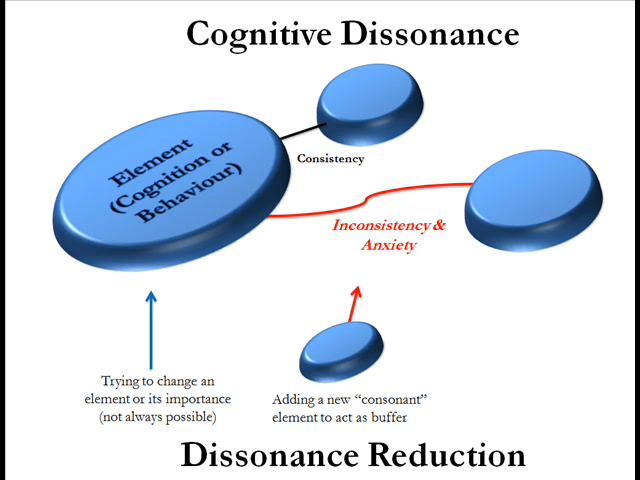 Cognitive Dissonance
Element
(Cognition or
Behaviour)
Consistency
Inconsistency &
Anxiety
Trying to change an
element or its importance
(not always possible)
Adding a new “consonant”
element to act as buffer
Dissonance Reduction